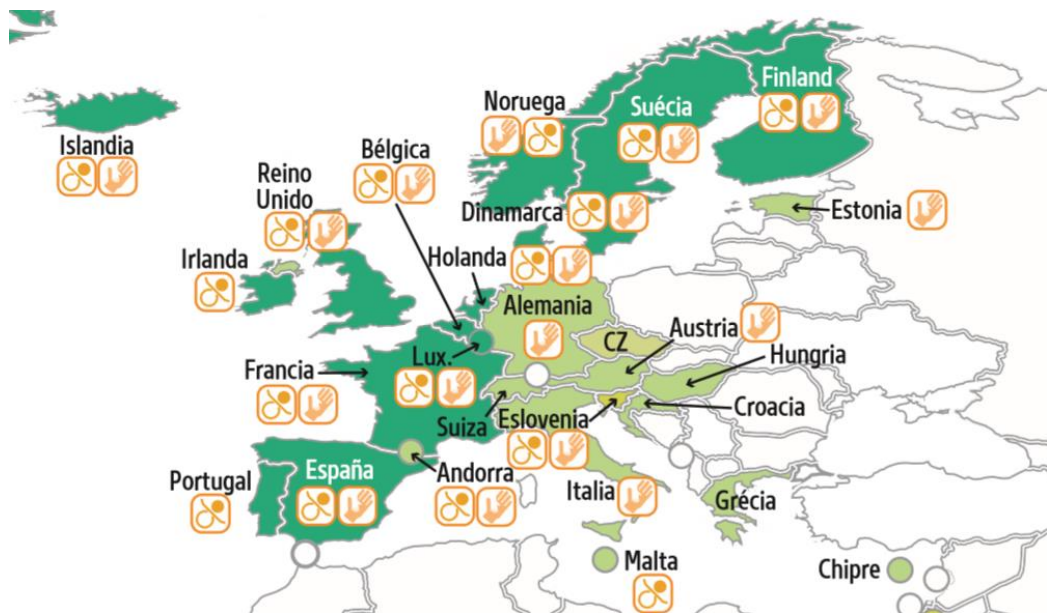 Islandia
Noruega
Suécia
Finland
Bélgica
Reino
Unido
Dinamarca
Estonia
Irlanda
Holanda
Alemania
Austria
CZ
Hungria
Francia
Lux.
Suiza
Eslovenia
Croacia
Portugal
España
Andorra
Italia
Grécia
Malta
Chipre